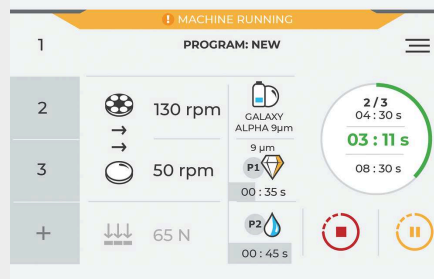 ! MACHINE RUNNING
1
PROGRAM: NEW
2
130 rpm
GALAXY
ALPHA 9µm
2 / 3
04 : 30 s
03 : 11 s
08 : 30 s
3
50 rpm
9 µm
P1
00 : 35 s
+
65 N
P2
00 : 45 s